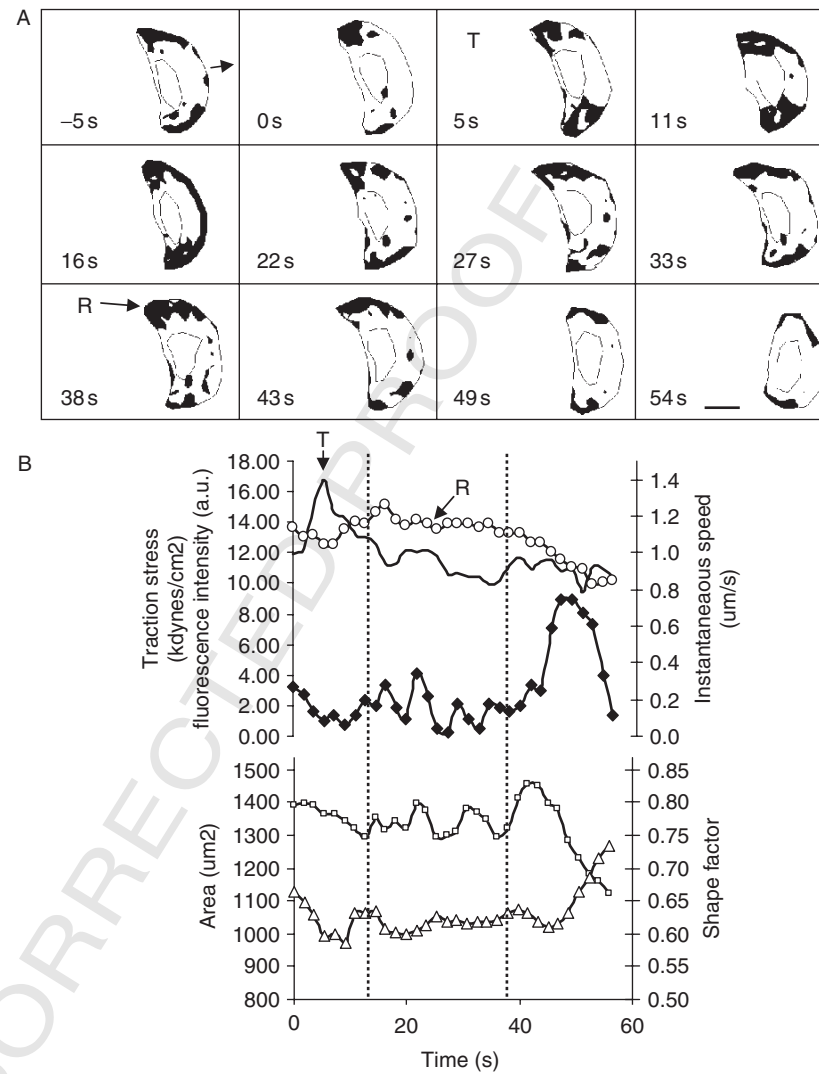 A
T
–5 s
0 s
5 s
11 s
16 s
22 s
27 s
33 s
R
38 s
43 s
49 s
54 s
B
T
R
18.00
16.00
14.00
12.00
10.00
8.00
6.00
4.00
2.00
0.00
Traction stress
(kdynes/cm2)
fluorescence intensity (a.u.)
1.4
1.2
1.0
0.8
0.6
0.4
0.2
0.0
Instantaeaous speed
(um/s)
1500
1400
1300
1200
1100
1000
900
800
Area (um2)
0.85
0.80
0.75
0.70
0.65
0.60
0.55
0.50
Shape factor
0
20
40
60
Time (s)
ORRECTED PROOF